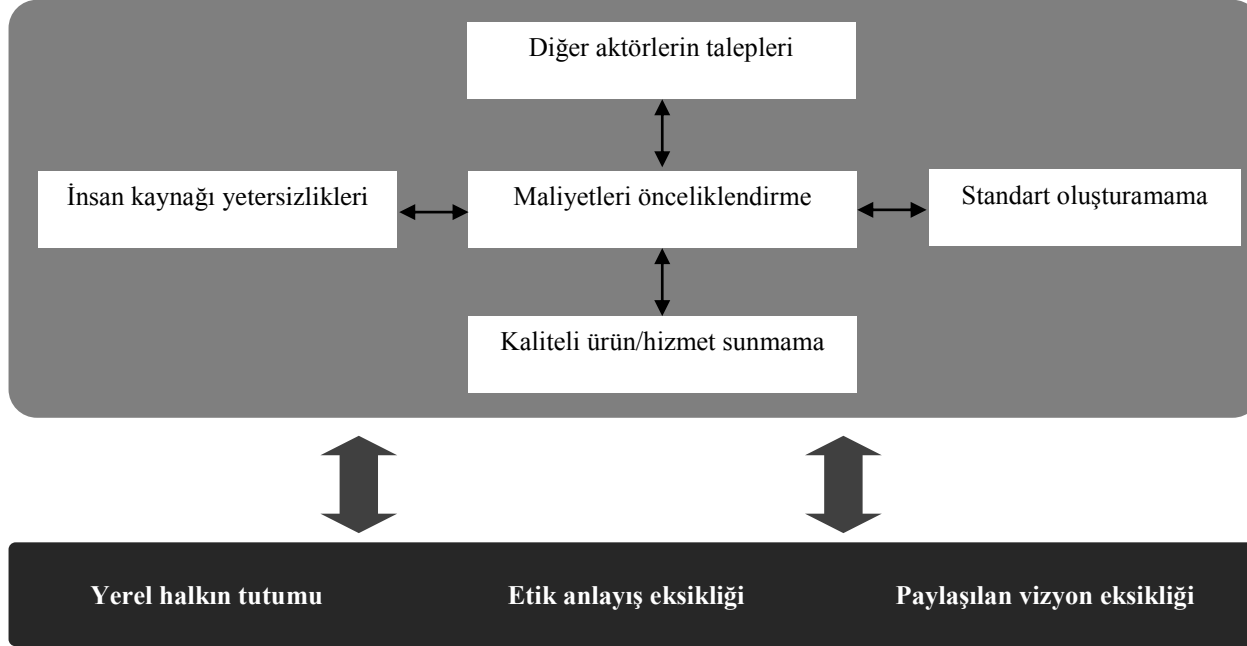 Diğer aktörlerin talepleri
İnsan kaynağı yetersizlikleri
Maliyetleri önceliklendirme
Standart oluşturamama
Kaliteli ürün/hizmet sunmama
Yerel halkın tutumu
Etik anlayış eksikliği
Paylaşılan vizyon eksikliği